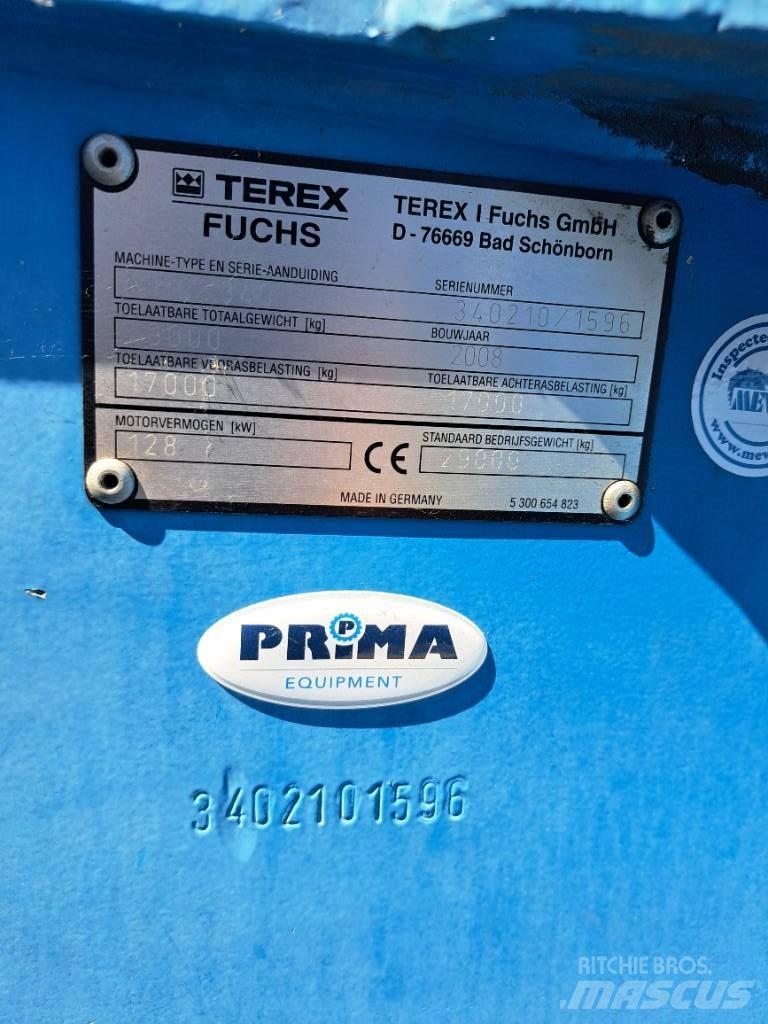 TEREX
FUCHS
TEREX I Fuchs GmbH
D - 76669 Bad Schönborn
MACHINE-TYPE EN SERIE-AANDUIDING
SERIENUMMER
340210/1596
TOELAATBARE TOTAALGEWICHT [kg]
BOUWJAAR
2008
TOELAATBARE VOORASBELASTING [kg]
17000
TOELAATBARE ACHTERASBELASTING [kg]
17000
MOTORVERMOGEN [kW]
128
CE
STANDAARD BEDRIJFSGEWICHT [kg]
29000
MADE IN GERMANY
5 300 654 823
Inspected
PRIMA
EQUIPMENT
3402101596
RITCHIE BROS.
MASCUS